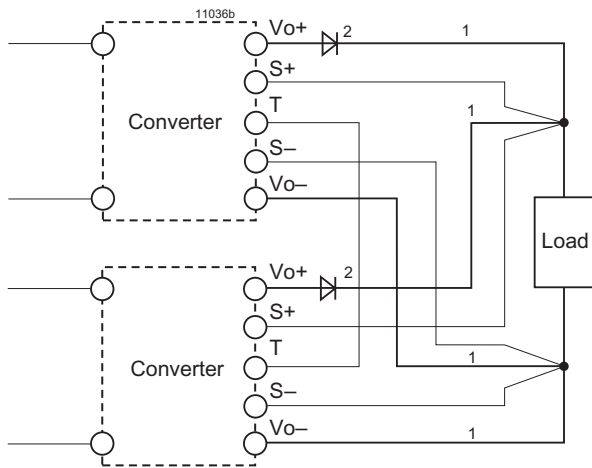 11036b
Vo+
2
1
S+
T
1
Converter
S–
Vo–
Load
Vo+
2
S+
T
1
Converter
S–
Vo–
1